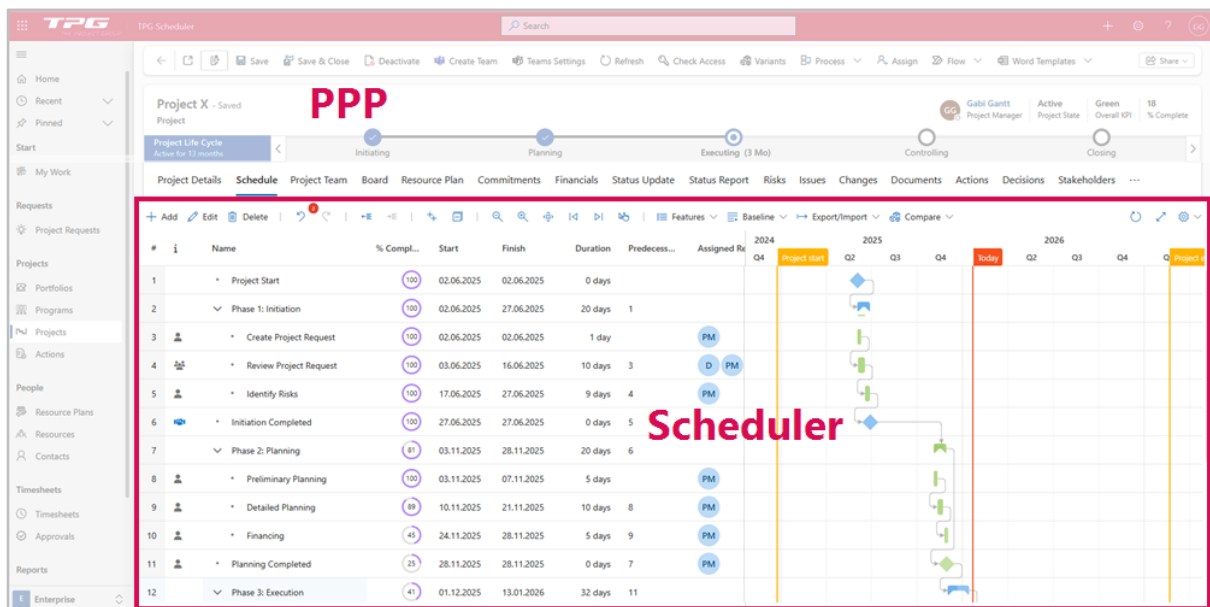 TPG TPG Scheduler Search GG
THE PROJECT GROUP
Save Save & Close Deactivate Create Team Teams Settings Refresh Check Access Variants Process Assign Flow Word Templates Share
Home
Recent
Pinned
Start
My Work
Requests
Project Requests
Projects
Portfolios
Programs
Projects
Actions
People
Resource Plans
Resources
Contacts
Timesheets
Timesheets
Approvals
Reports
E Enterprise
Project X - Saved
Project
PPP
GG Gabi Gantt Active Green 18
Project Manager Project State Overall KPI % Complete
Project Life Cycle
Active for 13 months
Initiating Planning Executing (3 Mo) Controlling Closing
Project Details Schedule Project Team Board Resource Plan Commitments Financials Status Update Status Report Risks Issues Changes Documents Actions Decisions Stakeholders ...
Add Edit Delete Features Baseline Export/Import Compare
# i Name % Compl... Start Finish Duration Predecess... Assigned Re
2024 2025 2026
Q4 Project start Q2 Q3 Q4 Today Q2 Q3 Q4 Q Project e
1 Project Start 100 02.06.2025 02.06.2025 0 days
2 Phase 1: Initiation 100 02.06.2025 27.06.2025 20 days 1
3 Create Project Request 100 02.06.2025 02.06.2025 1 day PM
4 Review Project Request 100 03.06.2025 16.06.2025 10 days 3 D PM
5 Identify Risks 100 17.06.2025 27.06.2025 9 days 4 PM
6 Initiation Completed 100 27.06.2025 27.06.2025 0 days 5
Scheduler
7 Phase 2: Planning 81 03.11.2025 28.11.2025 20 days 6
8 Preliminary Planning 100 03.11.2025 07.11.2025 5 days PM
9 Detailed Planning 89 10.11.2025 21.11.2025 10 days 8 PM
10 Financing 45 24.11.2025 28.11.2025 5 days 9 PM
11 Planning Completed 25 28.11.2025 28.11.2025 0 days 7 PM
12 Phase 3: Execution 41 01.12.2025 13.01.2026 32 days 11